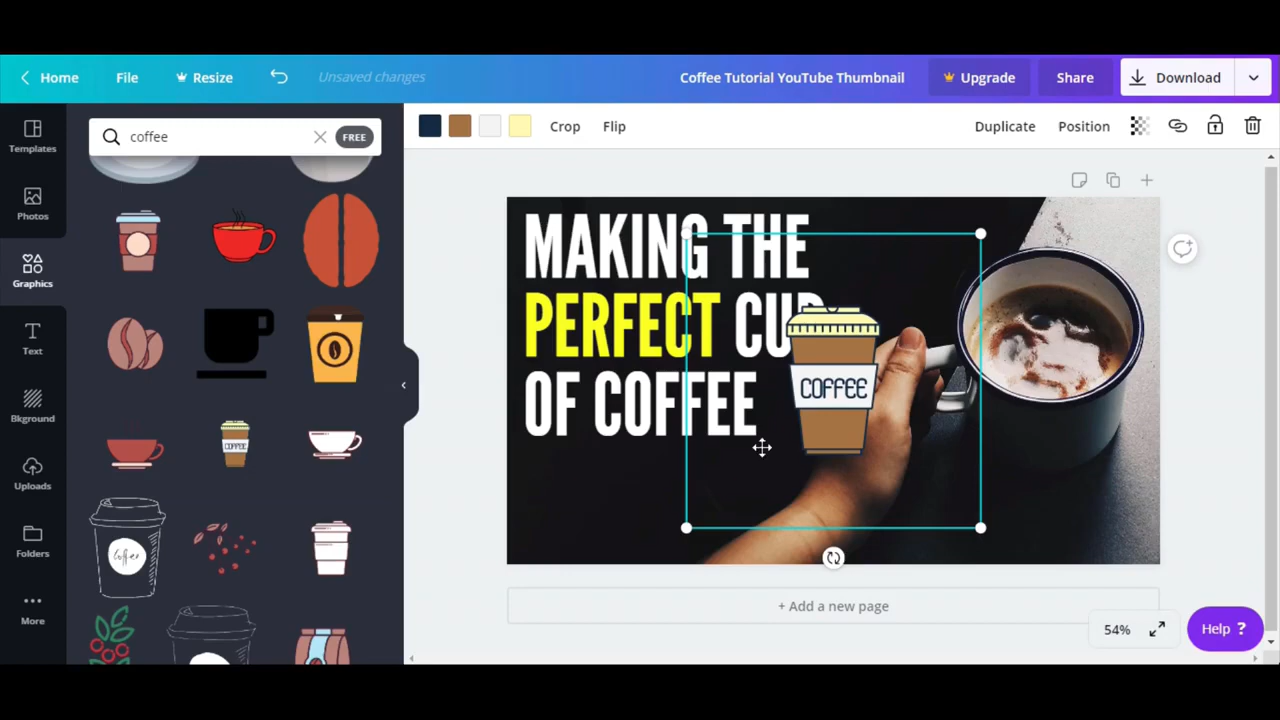 Home
File
Resize
Unsaved changes
Coffee Tutorial YouTube Thumbnail
Upgrade
Share
Download
Templates
Photos
Graphics
Text
Bkground
Uploads
Folders
More
coffee
FREE
COFFEE
Coffee
Crop
Flip
Duplicate
Position
MAKING THE
PERFECT CUP
OF COFFEE
COFFEE
+ Add a new page
54%
Help ?